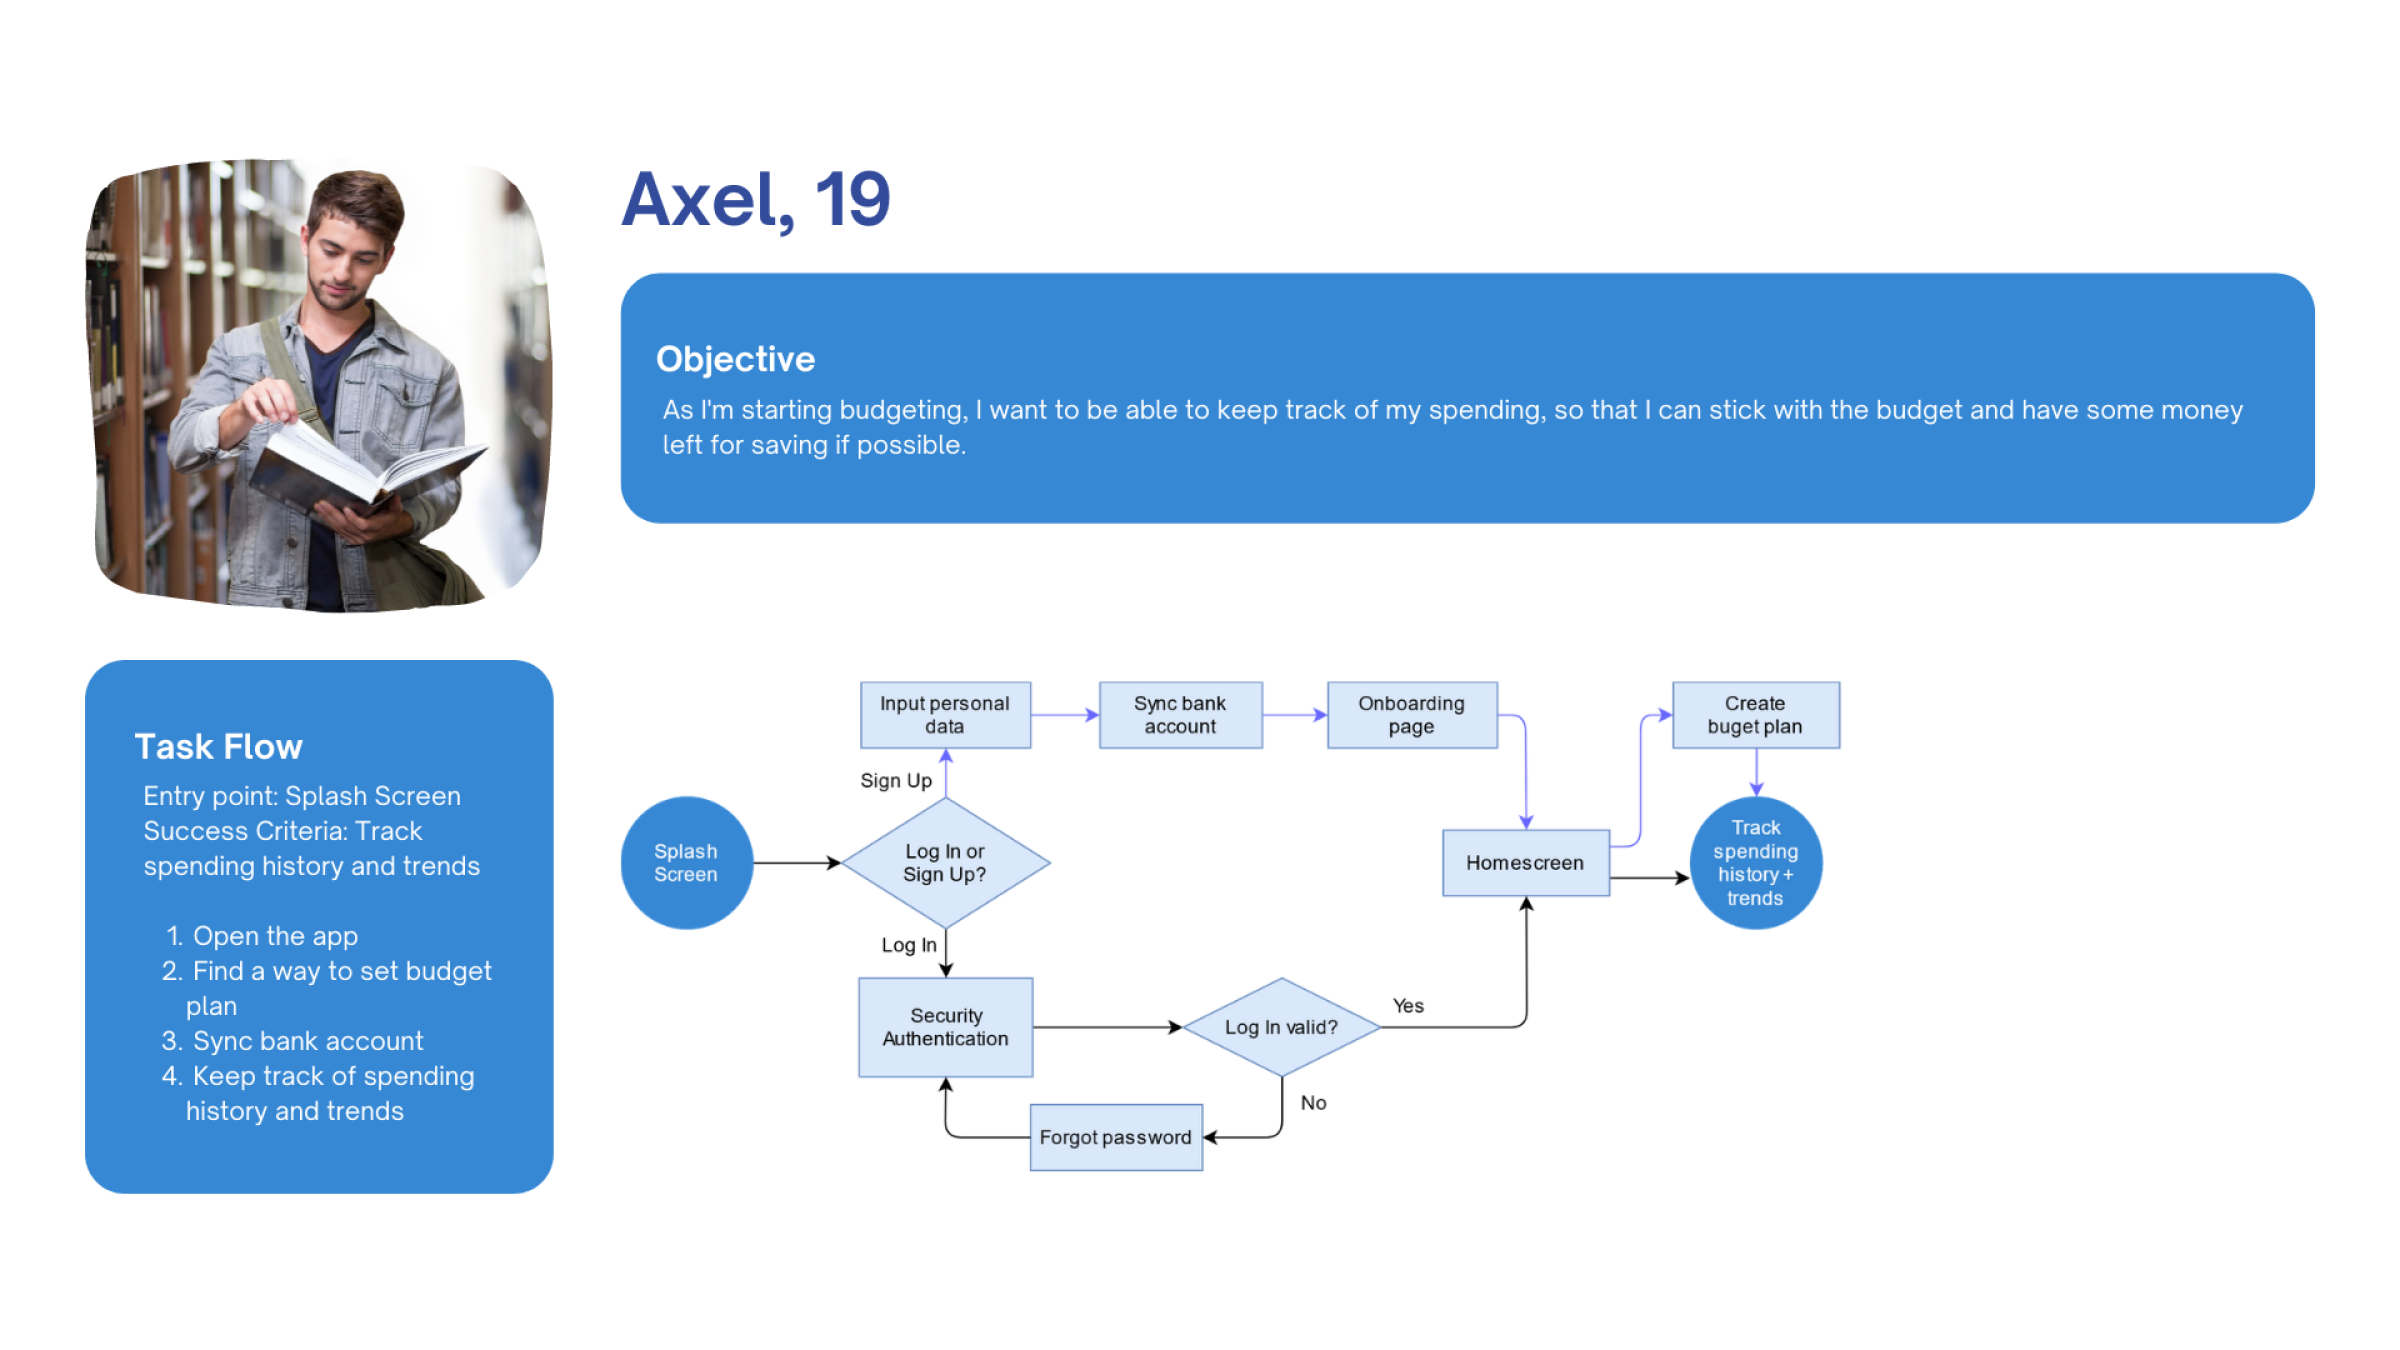 Axel, 19
Objective
As I'm starting budgeting, I want to be able to keep track of my spending, so that I can stick with the budget and have some money
left for saving if possible.
Task Flow
Entry point: Splash Screen
Success Criteria: Track
spending history and trends
1. Open the app
2. Find a way to set budget
plan
3. Sync bank account
4. Keep track of spending
history and trends
Splash
Screen
Log In or
Sign Up?
Sign Up
Input personal
data
Sync bank
account
Onboarding
page
Homescreen
Create
buget plan
Track
spending
history +
trends
Log In
Security
Authentication
Log In valid?
Yes
No
Forgot password